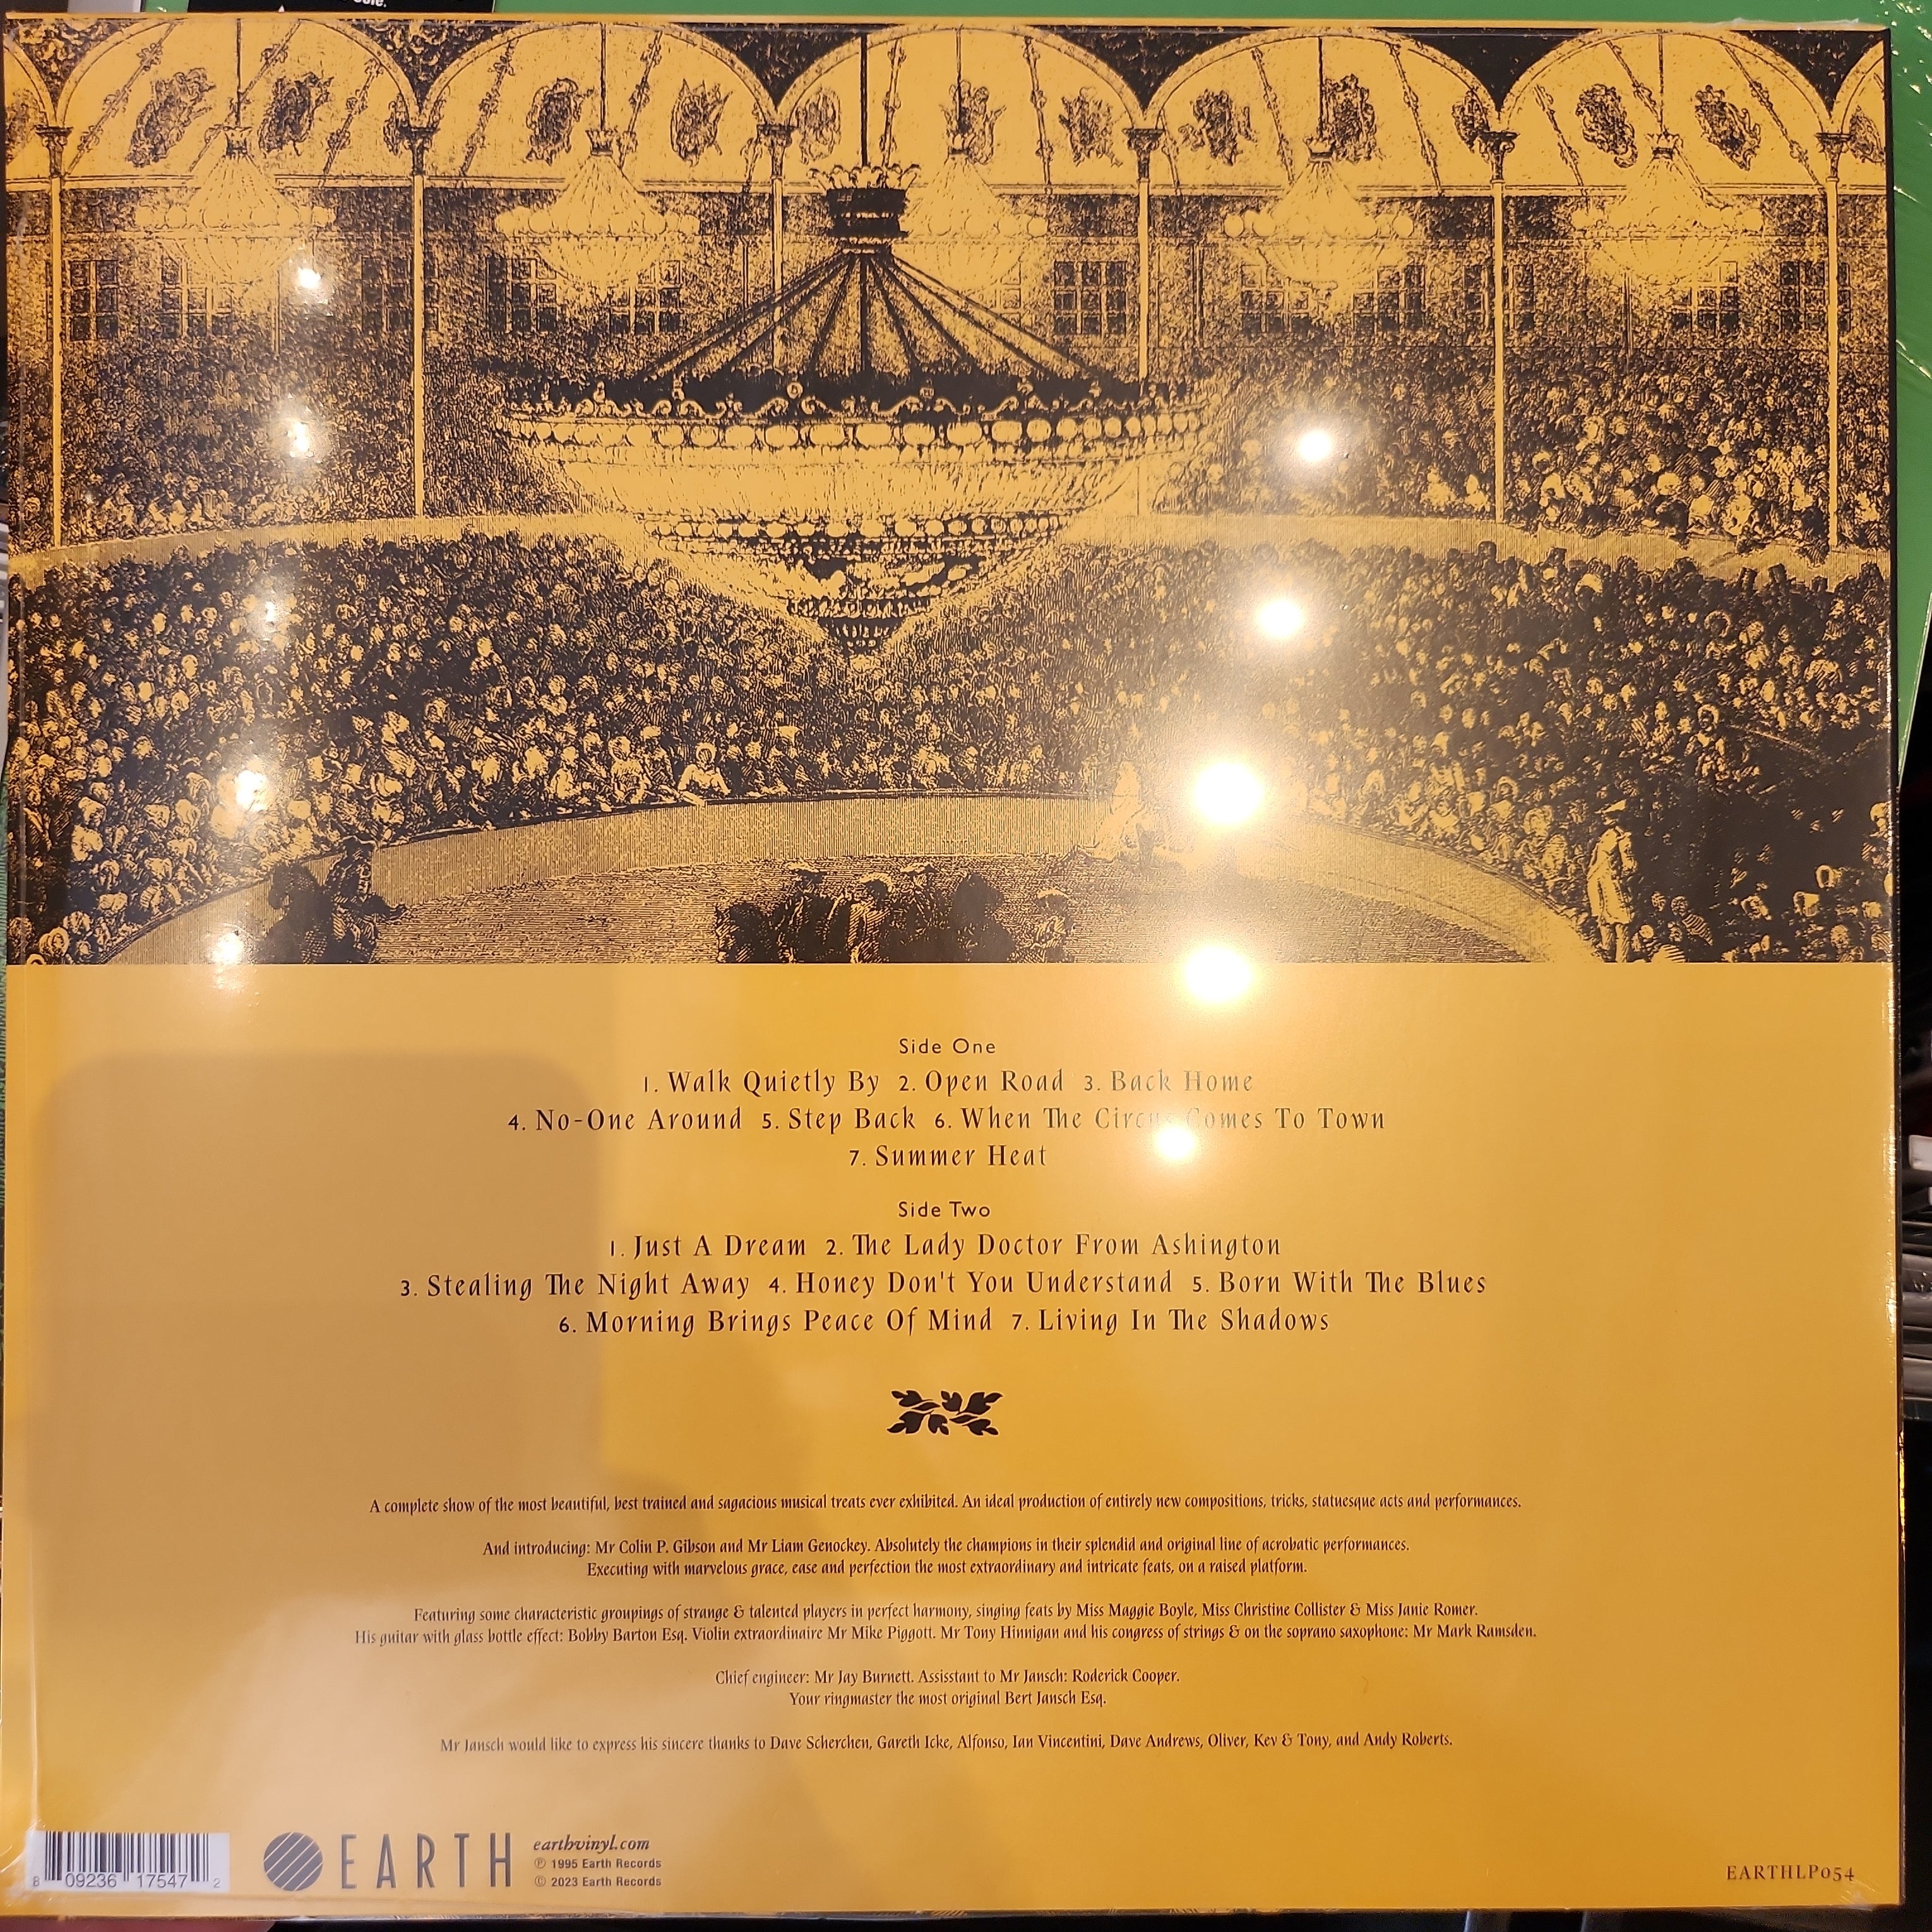 Side One
1. Walk Quietly By 2. Open Road 3. Back Home
4. No-One Around 5. Step Back 6. When The Circus Comes To Town
7. Summer Heat
Side Two
1. Just A Dream 2. The Lady Doctor From Ashington
3. Stealing The Night Away 4. Honey Don't You Understand 5. Born With The Blues
6. Morning Brings Peace Of Mind 7. Living In The Shadows
A complete show of the most beautiful, best trained and sagacious musical treats ever exhibited. An ideal production of entirely new compositions, tricks, statuesque acts and performances.
And introducing: Mr Colin P. Gibson and Mr Liam Genockey. Absolutely the champions in their splendid and original line of acrobatic performances.
Executing with marvelous grace, ease and perfection the most extraordinary and intricate feats, on a raised platform.
Featuring some characteristic groupings of strange & talented players in perfect harmony, singing feats by Miss Maggie Boyle, Miss Christine Collister & Miss Janie Romer.
His guitar with glass bottle effect: Bobby Barton Esq. Violin extraordinaire Mr Mike Piggott. Mr Tony Hinnigan and his congress of strings & on the soprano saxophone: Mr Mark Ramsden.
Chief engineer: Mr Jay Burnett. Assisstant to Mr Jansch: Roderick Cooper.
Your ringmaster the most original Bert Jansch Esq.
Mr Jansch would like to express his sincere thanks to Dave Scherchen, Gareth Icke, Alfonso, Ian Vincentini, Dave Andrews, Oliver, Kev & Tony, and Andy Roberts.
8 09236 17547 2
EARTH
earthvinyl.com
℗ 1995 Earth Records
© 2023 Earth Records
EARTHLP054